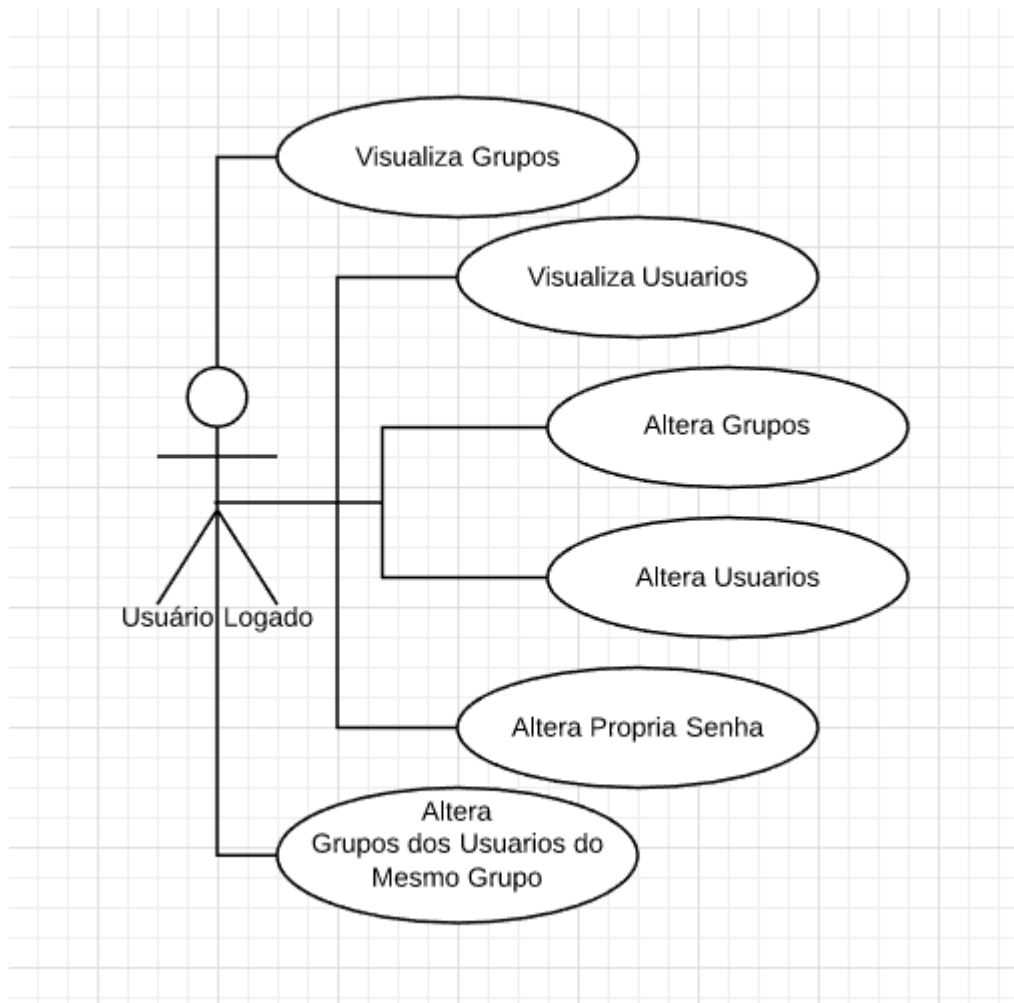 Visualiza Grupos
Visualiza Usuarios
Altera Grupos
Altera Usuarios
Usuário Logado
Altera Propria Senha
Altera
Grupos dos Usuarios do
Mesmo Grupo